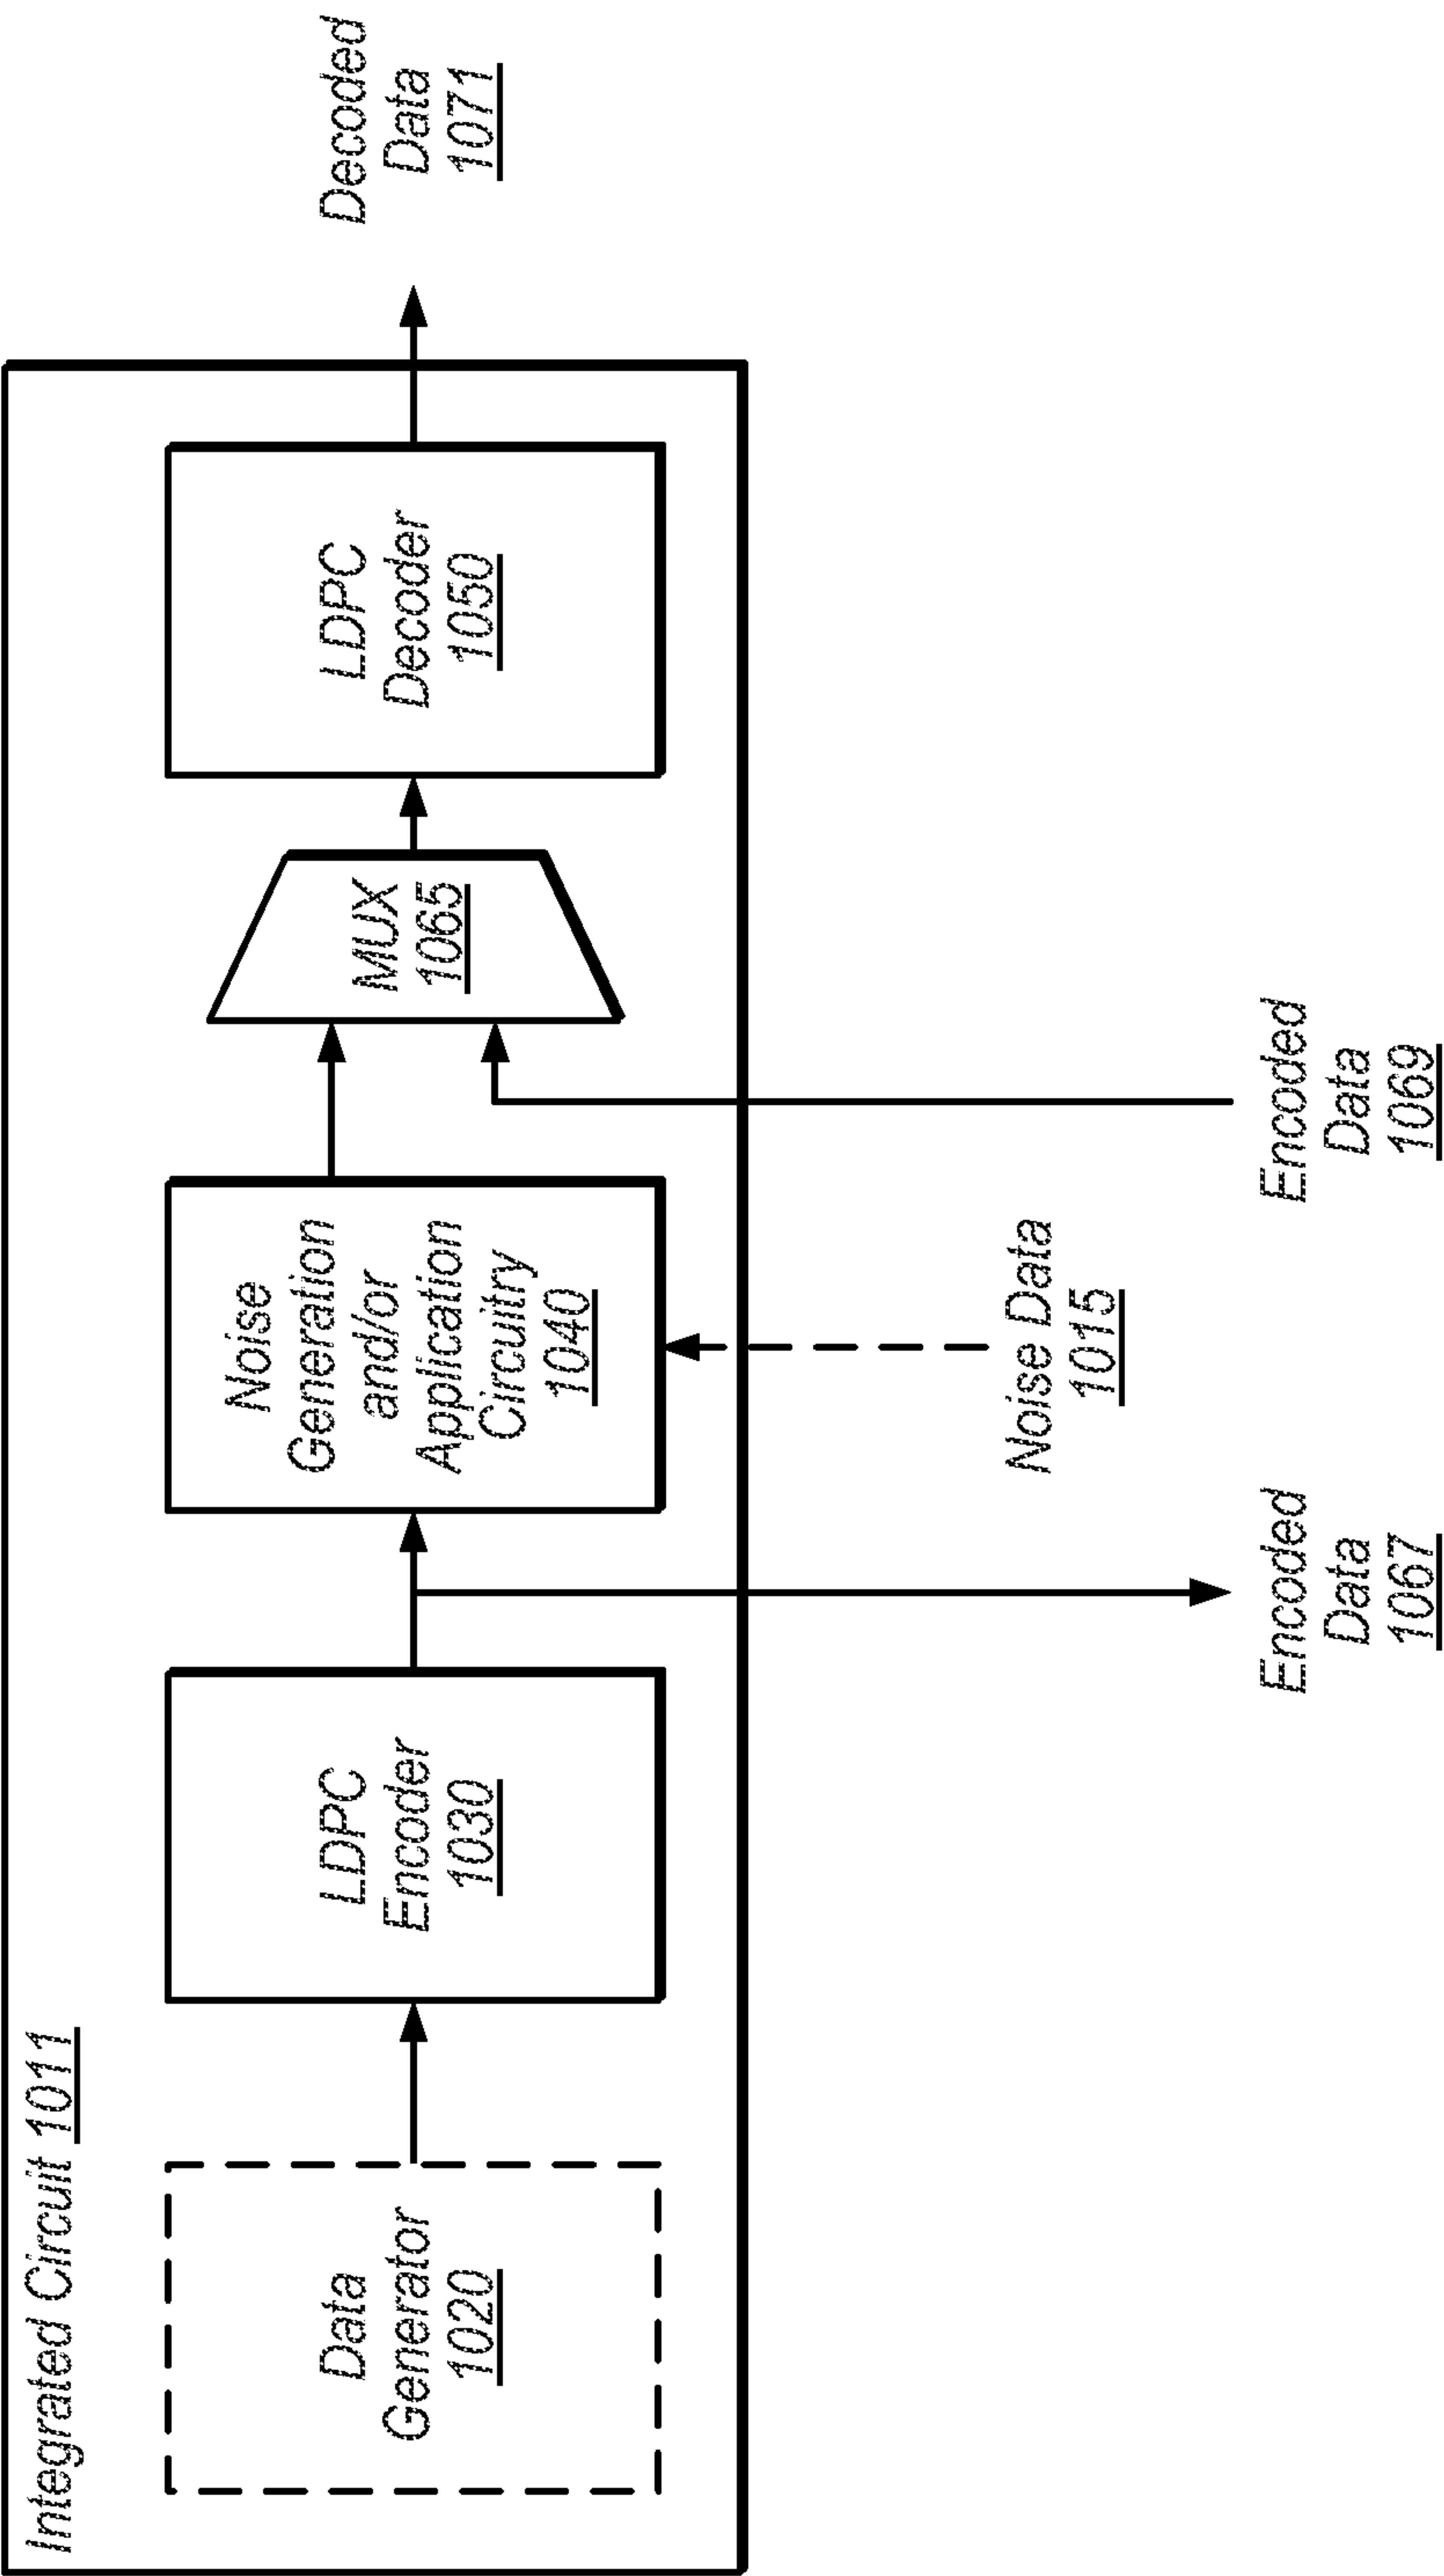 Integrated Circuit 1011
Data
Generator
1020
LDPC
Encoder
1030
Noise
Generation
and/or
Application
Circuitry
1040
MUX
1065
LDPC
Decoder
1050
Decoded
Data
1071
Noise Data
1015
Encoded
Data
1067
Encoded
Data
1069